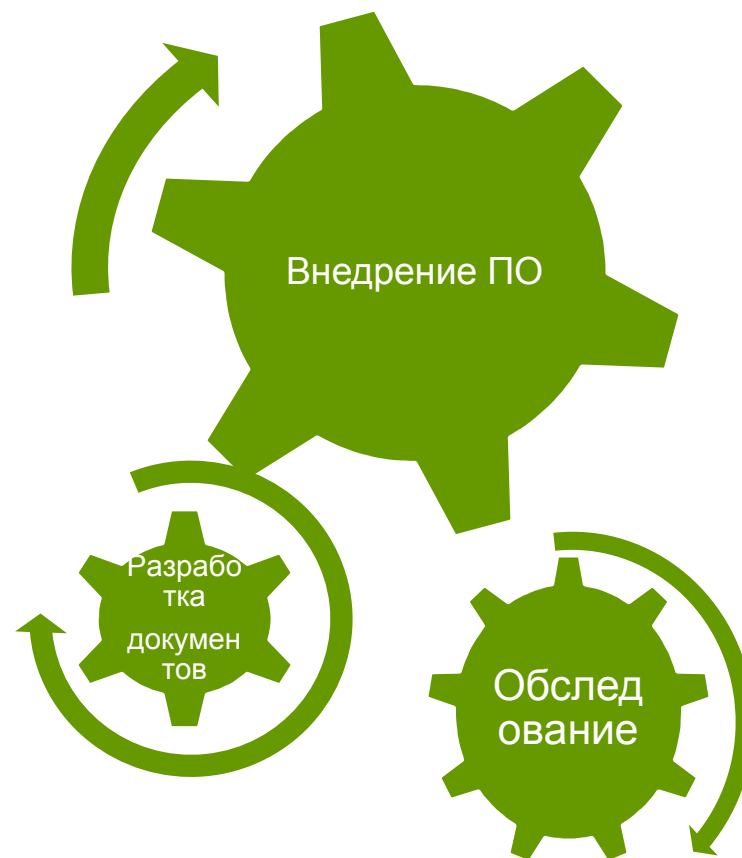 Внедрение ПО
Разрабо
тка
докумен
тов
Обслед
ование